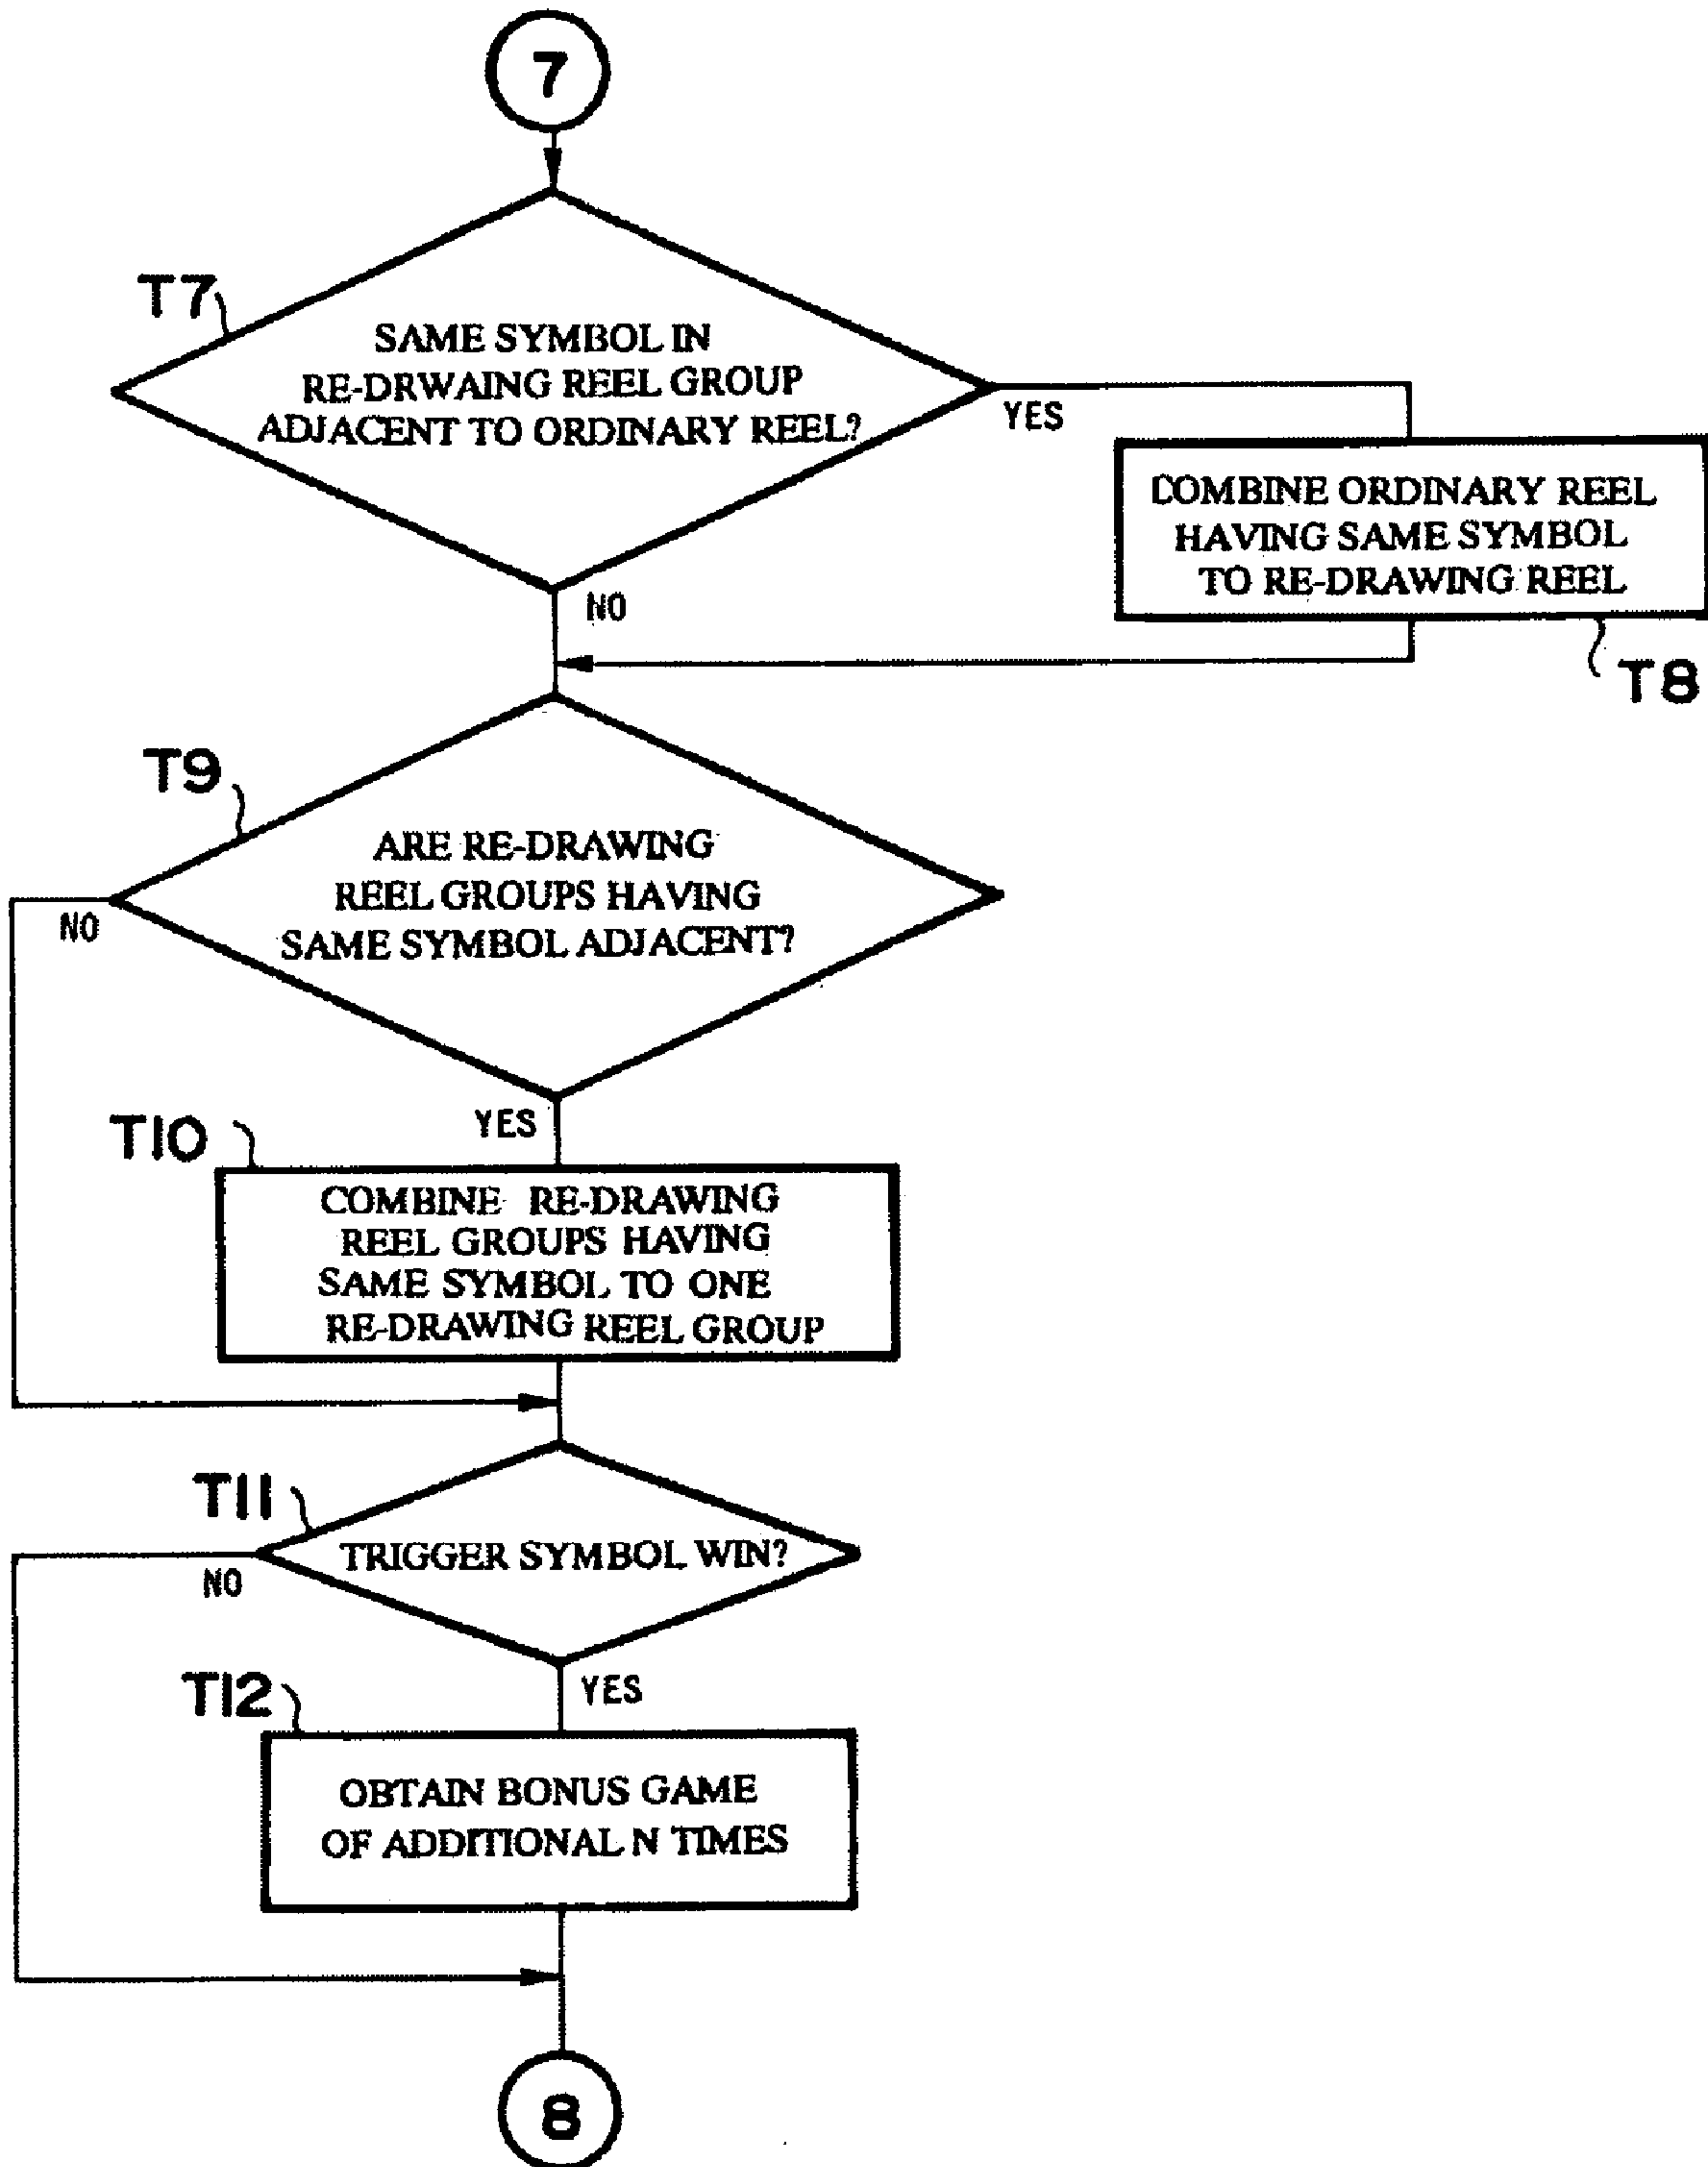 7
T7
SAME SYMBOL IN
RE-DRWAING REEL GROUP
ADJACENT TO ORDINARY REEL?
YES
COMBINE ORDINARY REEL
HAVING SAME SYMBOL
TO RE-DRAWING REEL
T8
NO
T9
ARE RE-DRAWING
REEL GROUPS HAVING
SAME SYMBOL ADJACENT?
NO
YES
T10
COMBINE RE-DRAWING
REEL GROUPS HAVING
SAME SYMBOL TO ONE
RE-DRAWING REEL GROUP
T11
TRIGGER SYMBOL WIN?
NO
YES
T12
OBTAIN BONUS GAME
OF ADDITIONAL N TIMES
8